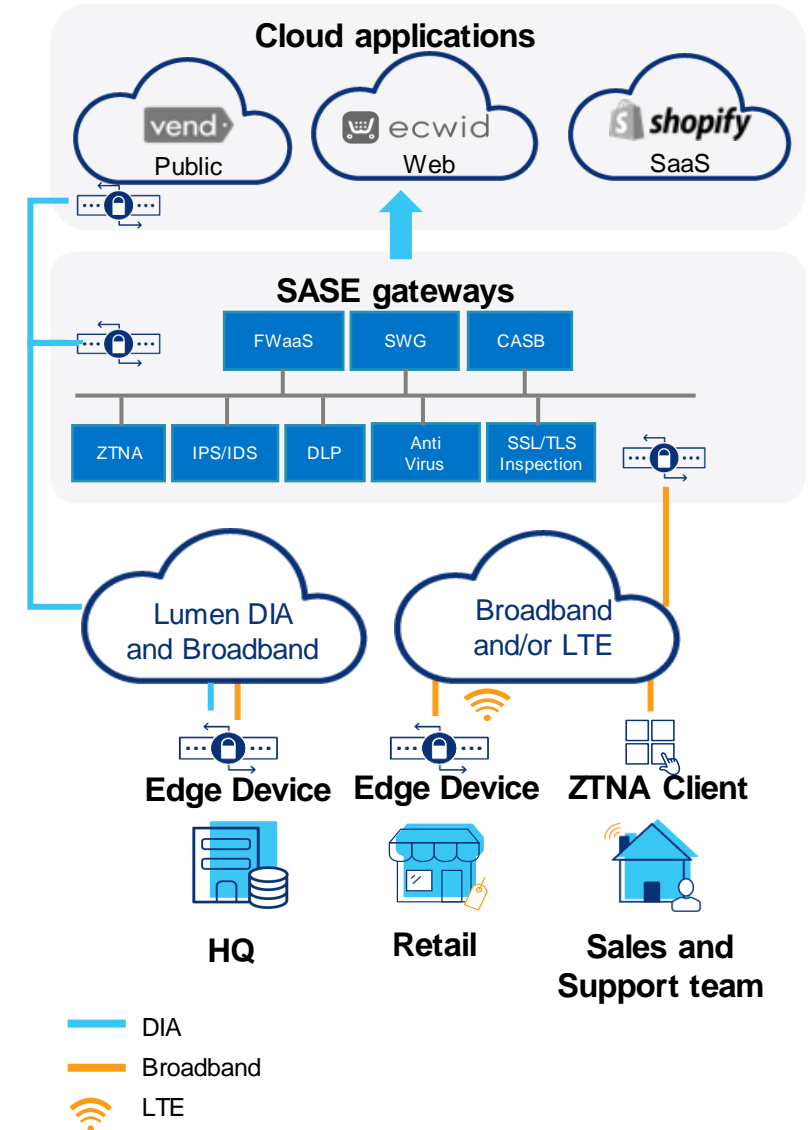 Cloud applications
vend
Public
ecwid
Web
shopify
SaaS
SASE gateways
FWaaS
SWG
CASB
ZTNA
IPS/IDS
DLP
Anti
Virus
SSL/TLS
Inspection
Lumen DIA
and Broadband
Broadband
and/or LTE
Edge Device
Edge Device
ZTNA Client
HQ
Retail
Sales and
Support team
DIA
Broadband
LTE